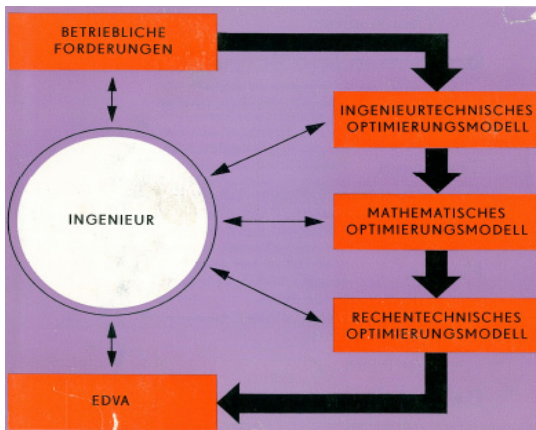 BETRIEBLICHE
FORDERUNGEN
INGENIEURTECHNISCHES
OPTIMIERUNGSMODELL
INGENIEUR
MATHEMATISCHES
OPTIMIERUNGSMODELL
RECHENTECHNISCHES
OPTIMIERUNGSMODELL
EDVA